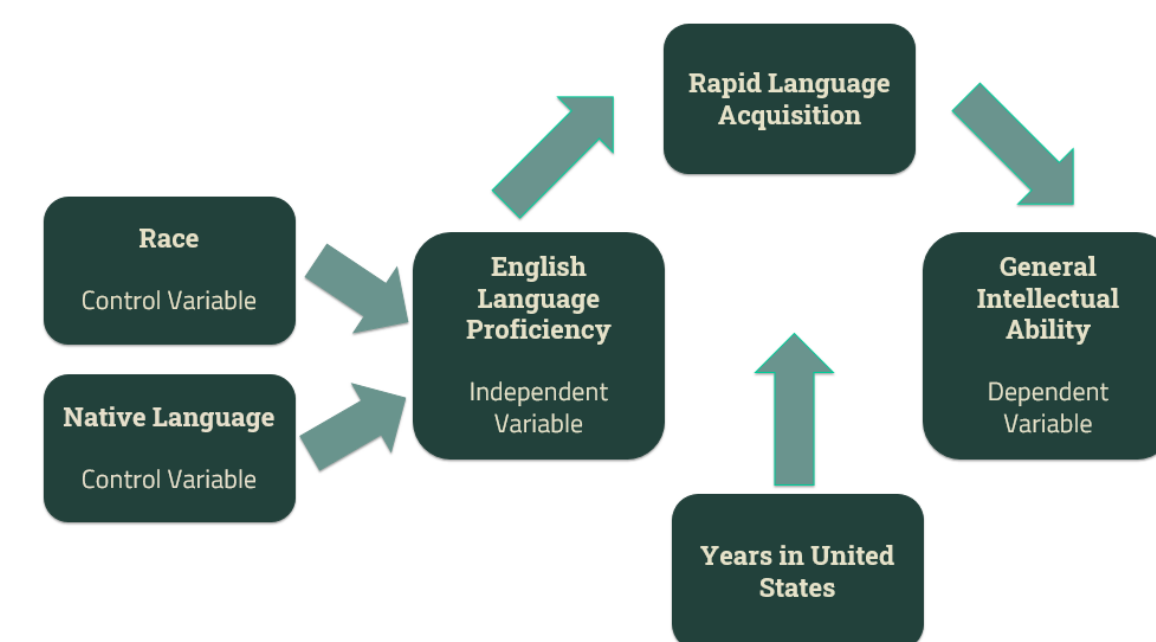 Rapid Language
Acquisition
Race
Control Variable
English
Language
Proficiency
Independent
Variable
General
Intellectual
Ability
Dependent
Variable
Native Language
Control Variable
Years in United
States